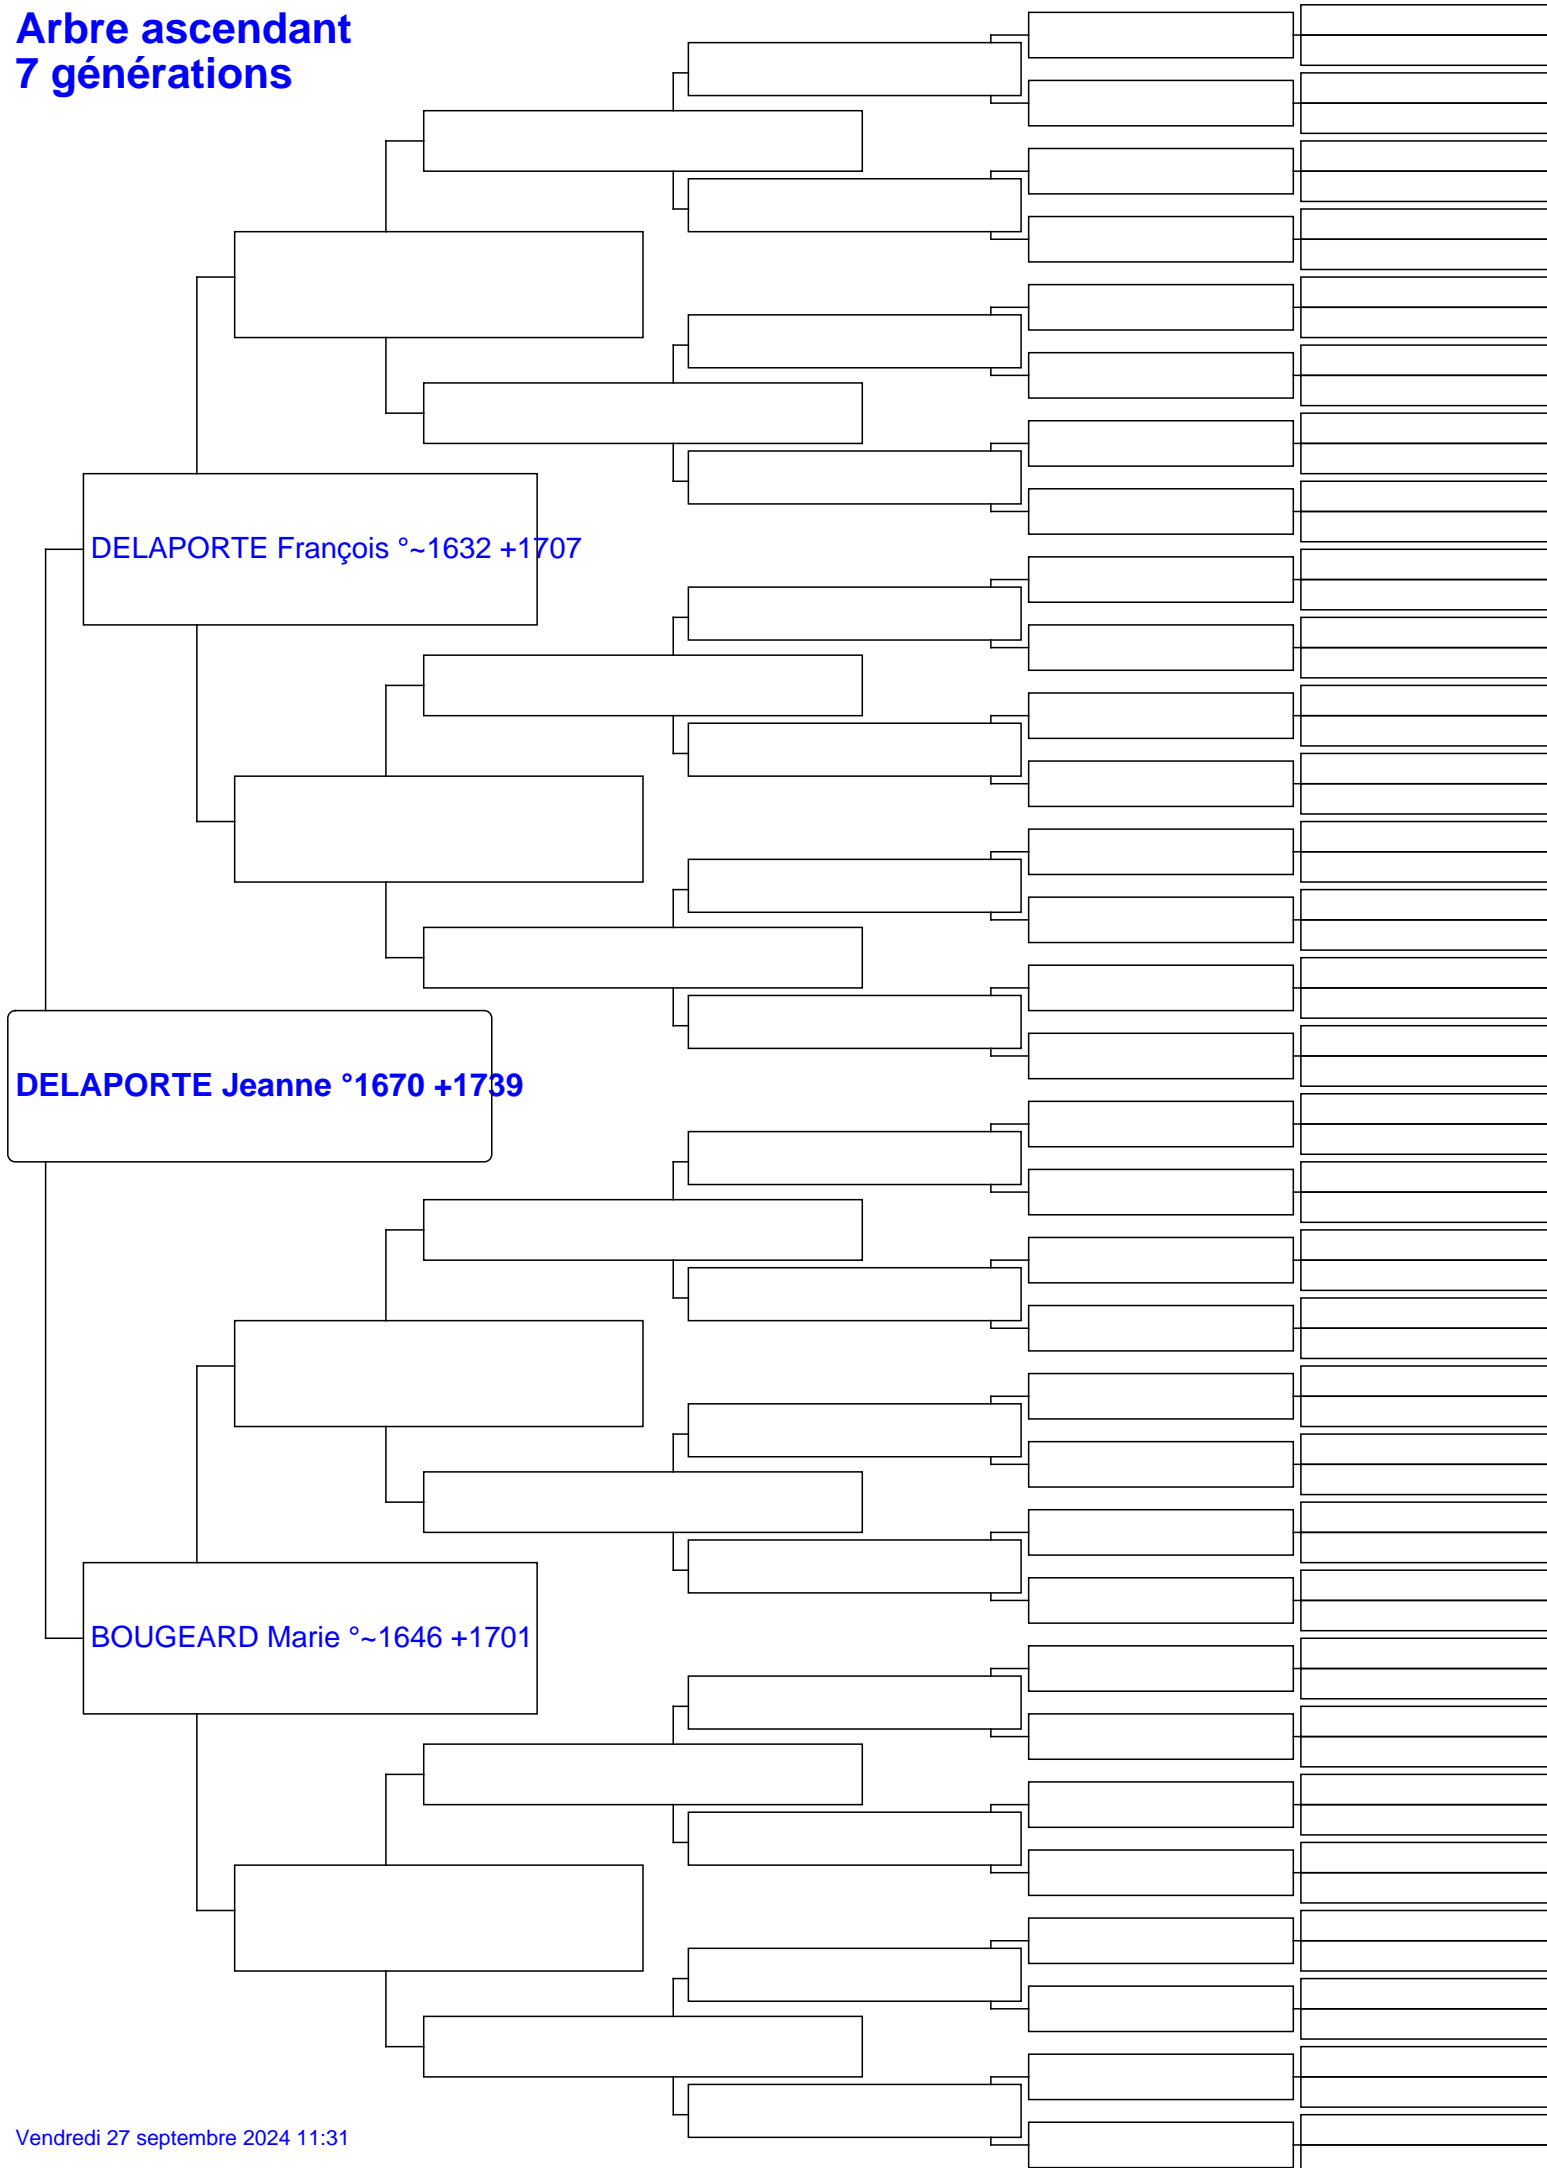 Arbre ascendant
7 générations
DELAPORTE François °~1632 +1707
DELAPORTE Jeanne °1670 +1739
BOUGEARD Marie °~1646 +1701
Vendredi 27 septembre 2024 11:31